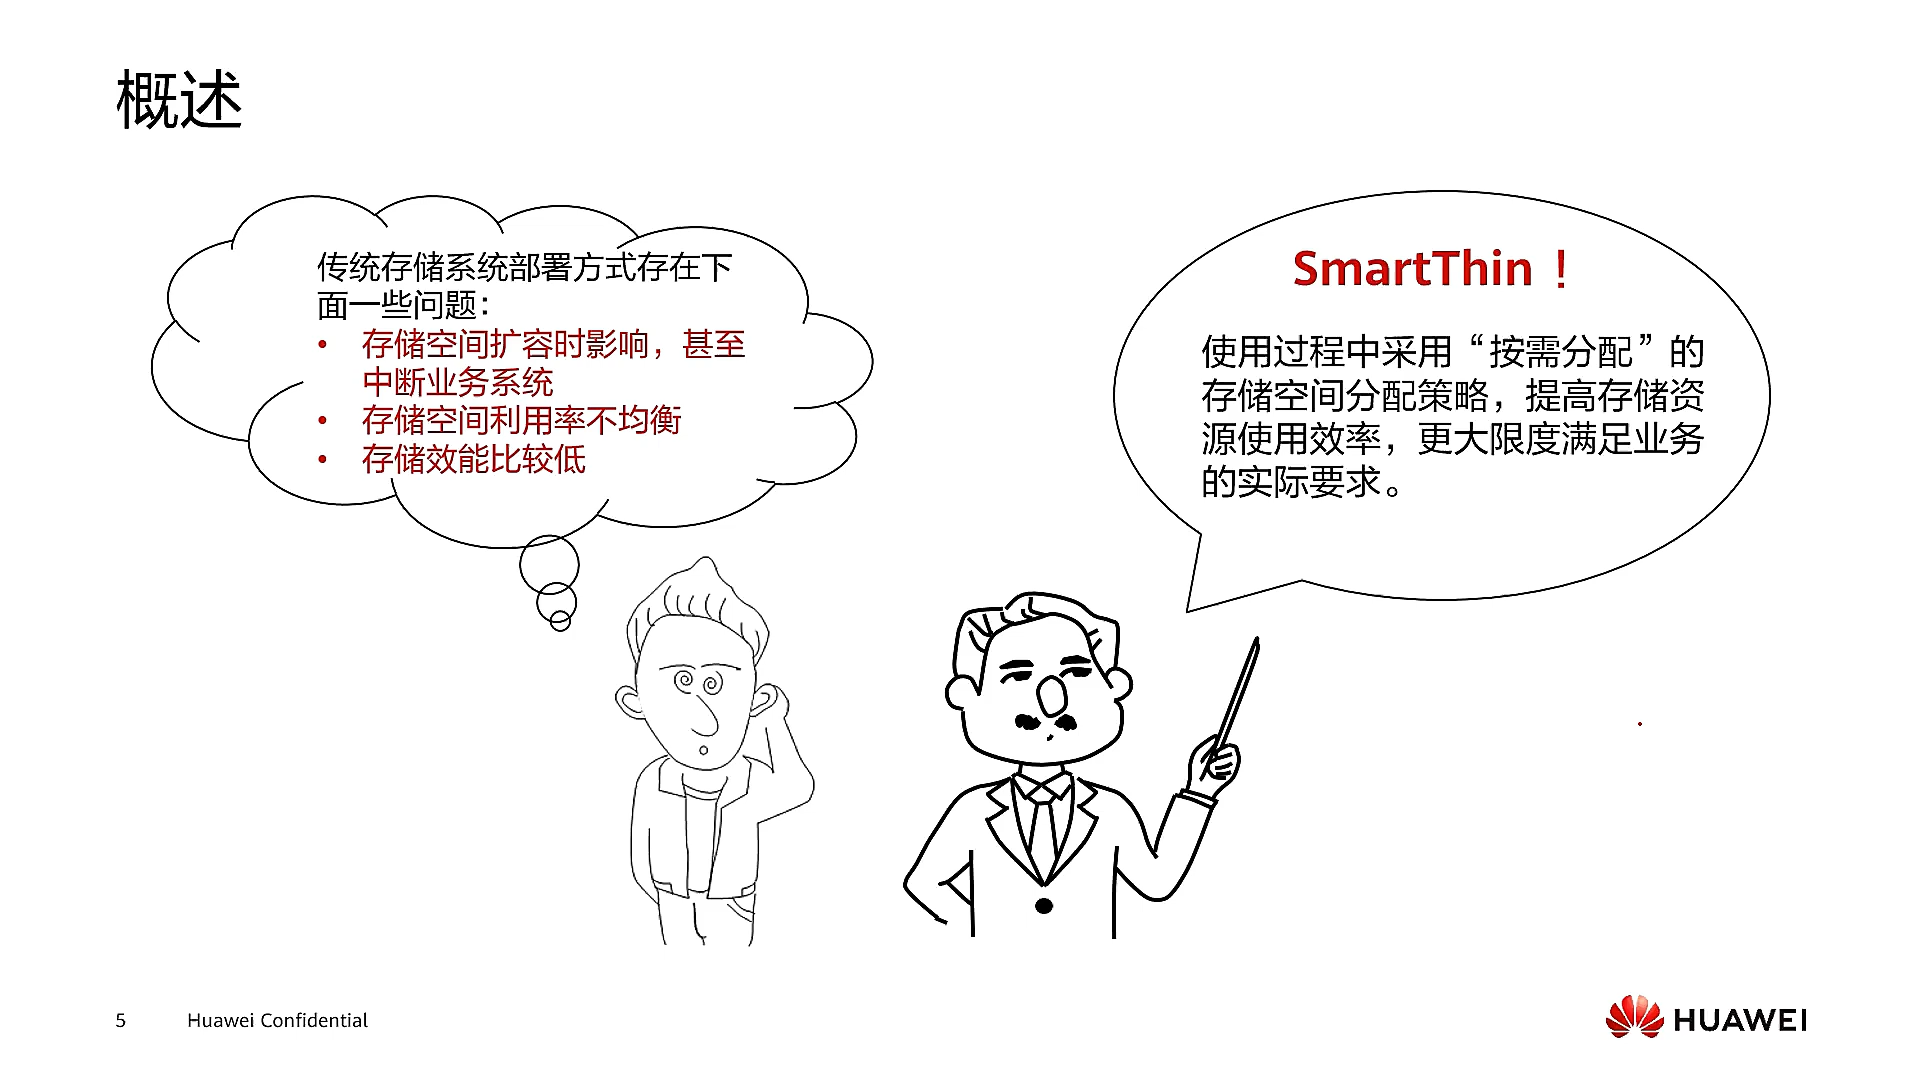 概述
传统存储系统部署方式存在下
面一些问题：
• 存储空间扩容时影响，甚至
中断业务系统
• 存储空间利用率不均衡
• 存储效能比较低
SmartThin！
使用过程中采用“按需分配”的
存储空间分配策略，提高存储资
源使用效率，更大限度满足业务
的实际要求。
5 Huawei Confidential
HUAWEI